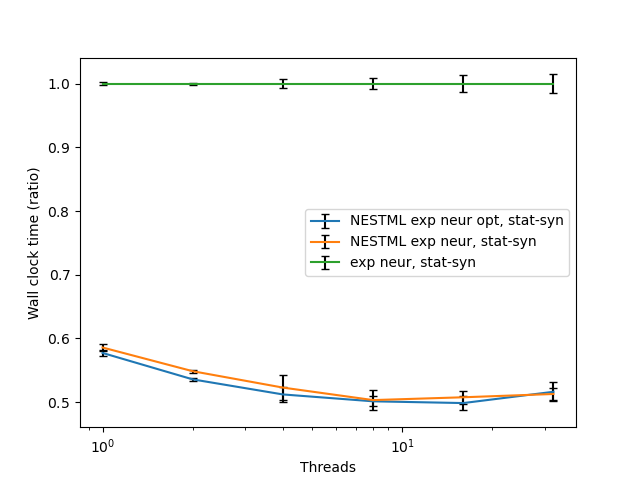 1.0
0.9
0.8
0.7
0.6
0.5
Wall clock time (ratio)
NESTML exp neur opt, stat-syn
NESTML exp neur, stat-syn
exp neur, stat-syn
10⁰
10¹
Threads